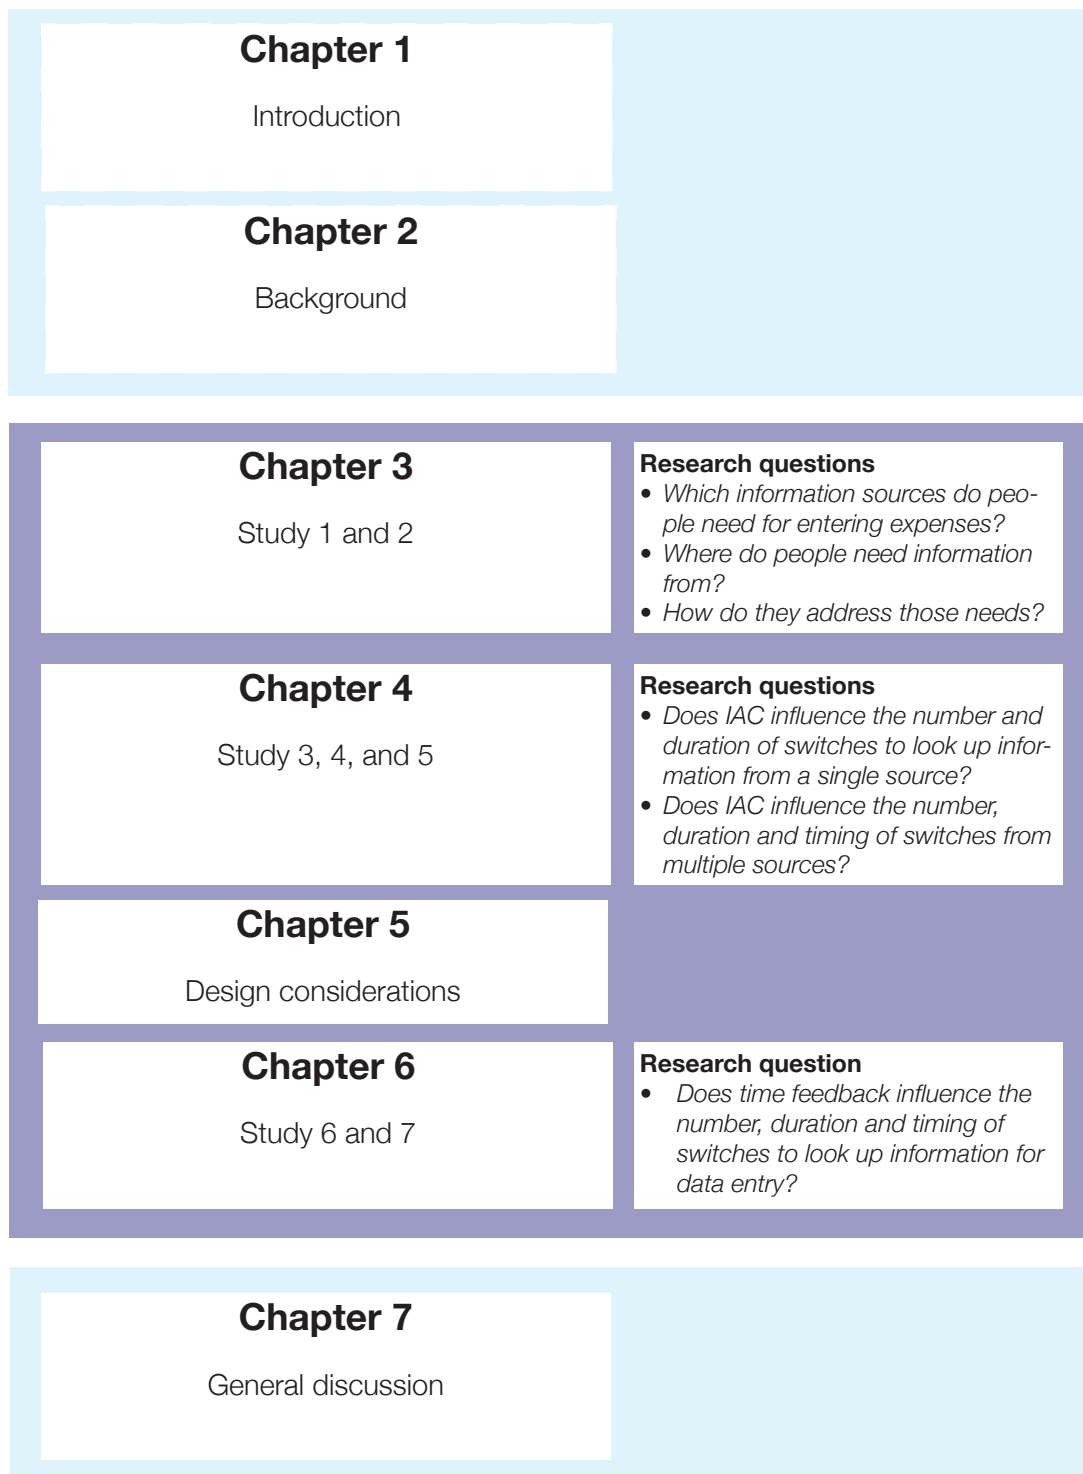 Chapter 1
Introduction
Chapter 2
Background
Chapter 3
Study 1 and 2
Research questions
• Which information sources do peo-
ple need for entering expenses?
• Where do people need information
from?
• How do they address those needs?
Chapter 4
Study 3, 4, and 5
Research questions
• Does IAC influence the number and
duration of switches to look up infor-
mation from a single source?
• Does IAC influence the number,
duration and timing of switches from
multiple sources?
Chapter 5
Design considerations
Chapter 6
Study 6 and 7
Research question
• Does time feedback influence the
number, duration and timing of
switches to look up information for
data entry?
Chapter 7
General discussion